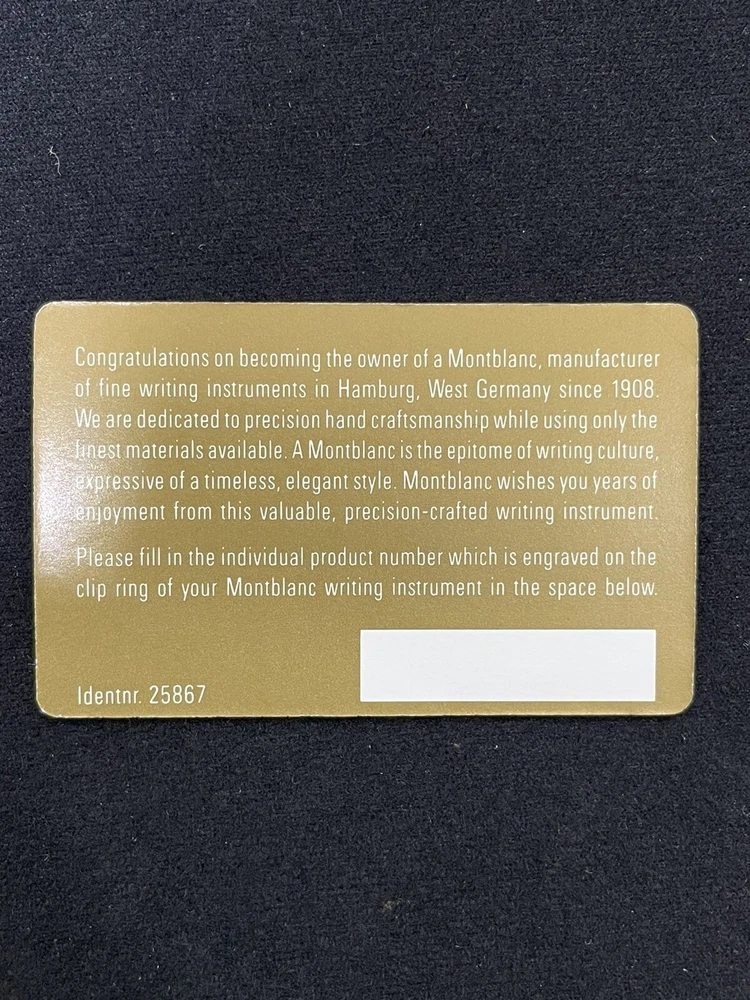 Congratulations on becoming the owner of a Montblanc, manufacturer
of fine writing instruments in Hamburg, West Germany since 1908.
We are dedicated to precision hand craftsmanship while using only the
finest materials available. A Montblanc is the epitome of writing culture,
expressive of a timeless, elegant style. Montblanc wishes you years of
enjoyment from this valuable, precision-crafted writing instrument.
Please fill in the individual product number which is engraved on the
clip ring of your Montblanc writing instrument in the space below.
Identnr. 25867